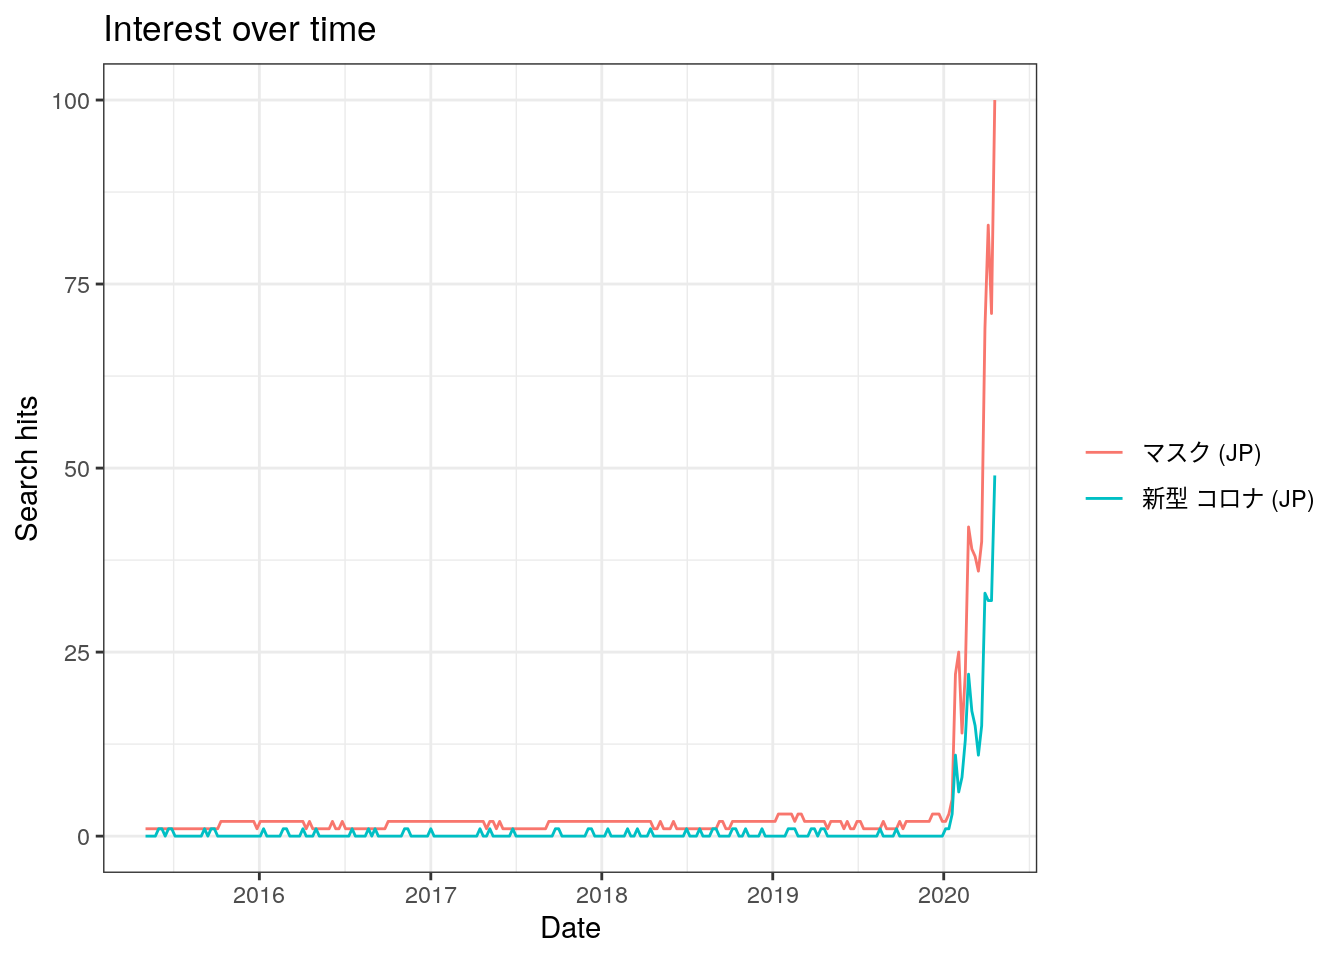 Interest over time
100
75
50
25
0
Search hits
2016 2017 2018 2019 2020
Date
マスク (JP)
新型 コロナ (JP)